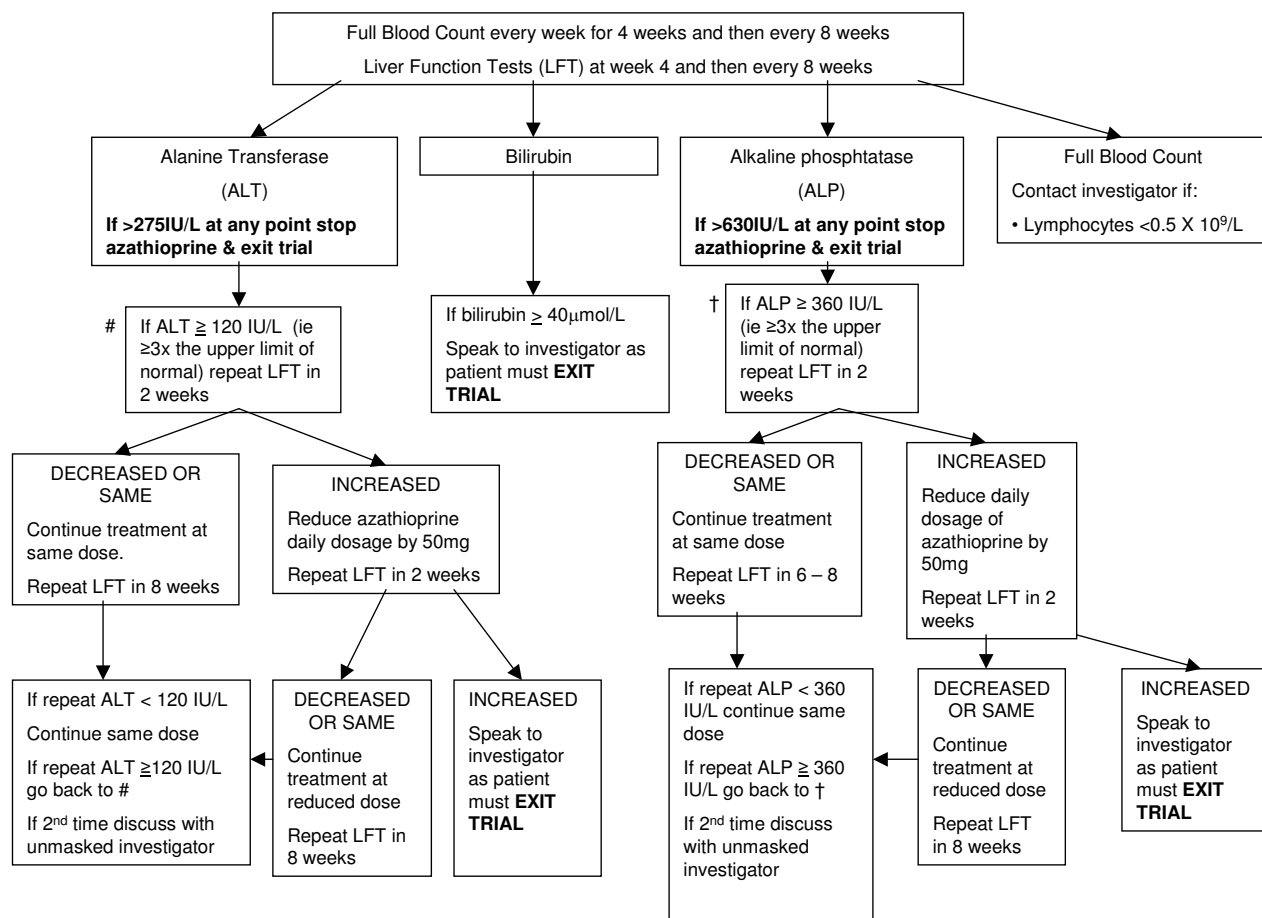 Full Blood Count every week for 4 weeks and then every 8 weeks
Liver Function Tests (LFT) at week 4 and then every 8 weeks
Alanine Transferase
(ALT)
If >275IU/L at any point stop
azathioprine & exit trial
Bilirubin
Alkaline phosphtatase
(ALP)
If >630IU/L at any point stop
azathioprine & exit trial
Full Blood Count
Contact investigator if:
• Lymphocytes <0.5 X 10⁹/L
#
If ALT ≥ 120 IU/L (ie
≥3x the upper limit of
normal) repeat LFT in
2 weeks
If bilirubin ≥ 40μmol/L
Speak to investigator as
patient must EXIT
TRIAL
†
If ALP ≥ 360 IU/L
(ie ≥3x the upper
limit of normal)
repeat LFT in 2
weeks
DECREASED OR
SAME
Continue treatment at
same dose.
Repeat LFT in 8 weeks
INCREASED
Reduce azathioprine
daily dosage by 50mg
Repeat LFT in 2 weeks
DECREASED OR
SAME
Continue treatment
at same dose
Repeat LFT in 6 – 8
weeks
INCREASED
Reduce daily
dosage of
azathioprine by
50mg
Repeat LFT in 2
weeks
If repeat ALT < 120 IU/L
Continue same dose
If repeat ALT ≥120 IU/L
go back to #
If 2nd time discuss with
unmasked investigator
DECREASED
OR SAME
Continue
treatment at
reduced dose
Repeat LFT in
8 weeks
INCREASED
Speak to
investigator
as patient
must EXIT
TRIAL
If repeat ALP < 360
IU/L continue same
dose
If repeat ALP ≥ 360
IU/L go back to †
If 2nd time discuss
with unmasked
investigator
DECREASED
OR SAME
Continue
treatment at
reduced dose
Repeat LFT
in 8 weeks
INCREASED
Speak to
investigator
as patient
must EXIT
TRIAL